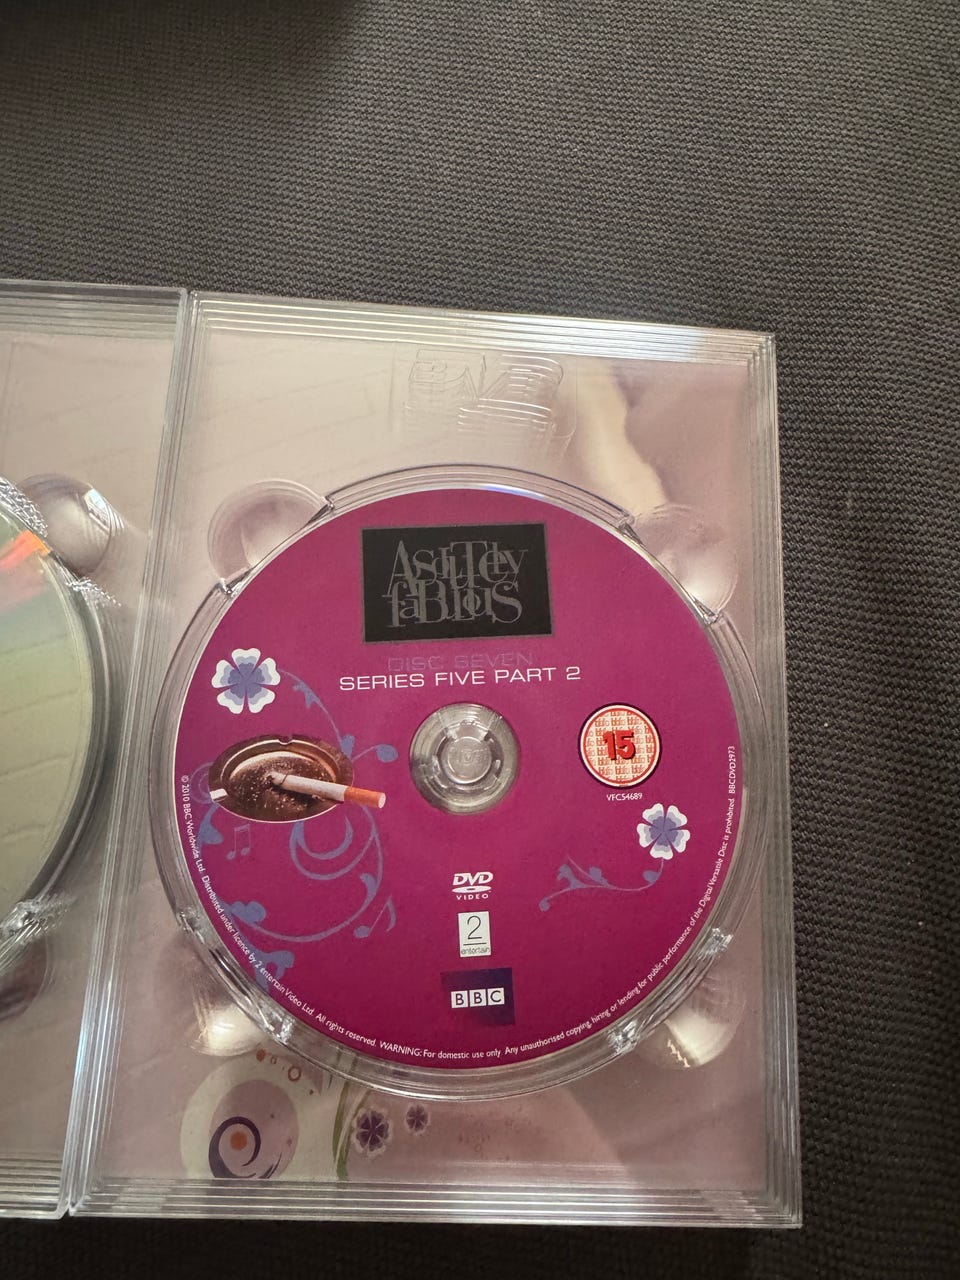 AbsoluTely
faBulouS
DISC SEVEN
SERIES FIVE PART 2
15
VFC54689
DVD
VIDEO
2
entertain
BBC
© 2010 BBC Worldwide Ltd. Distributed under licence by 2 entertain Video Ltd. All rights reserved. WARNING: For domestic use only. Any unauthorised copying, hiring or lending for public performance of the Digital Versatile Disc is prohibited. BBCDVD2973